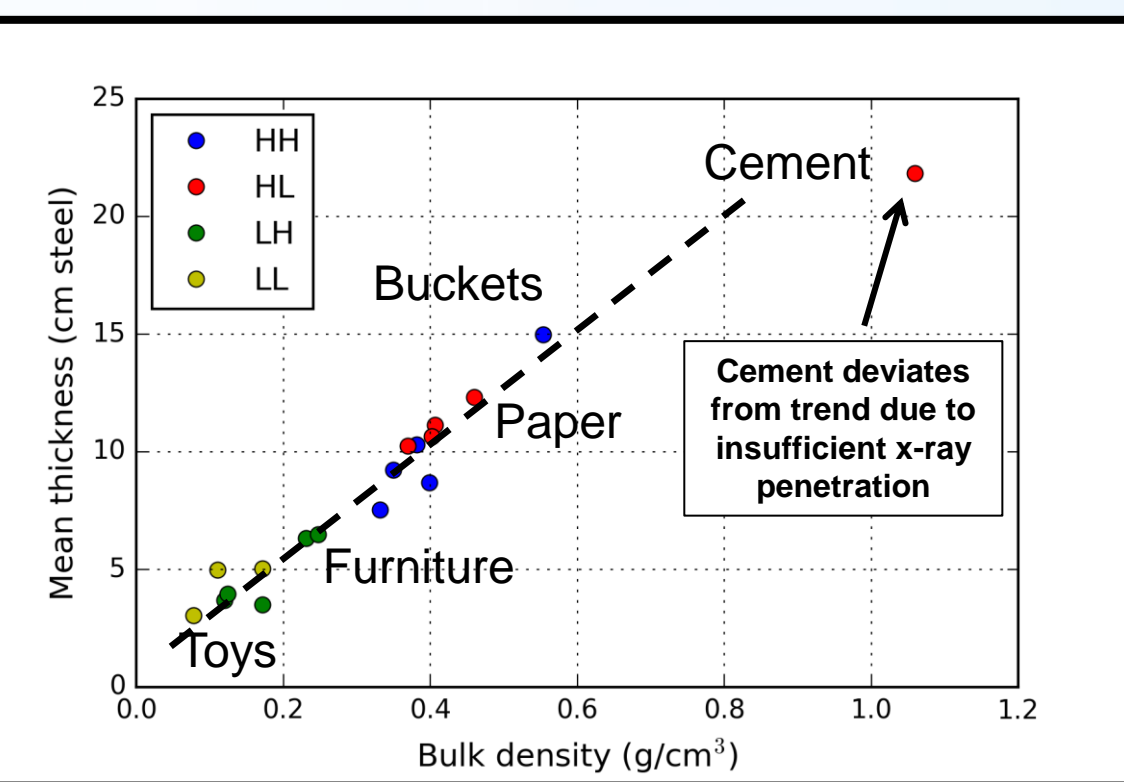 25
20
15
10
5
0
0.0
0.2
0.4
0.6
0.8
1.0
1.2
Mean thickness (cm steel)
Bulk density (g/cm³)
HH
HL
LH
LL
Cement
Buckets
Paper
Furniture
Toys
Cement deviates
from trend due to
insufficient x-ray
penetration